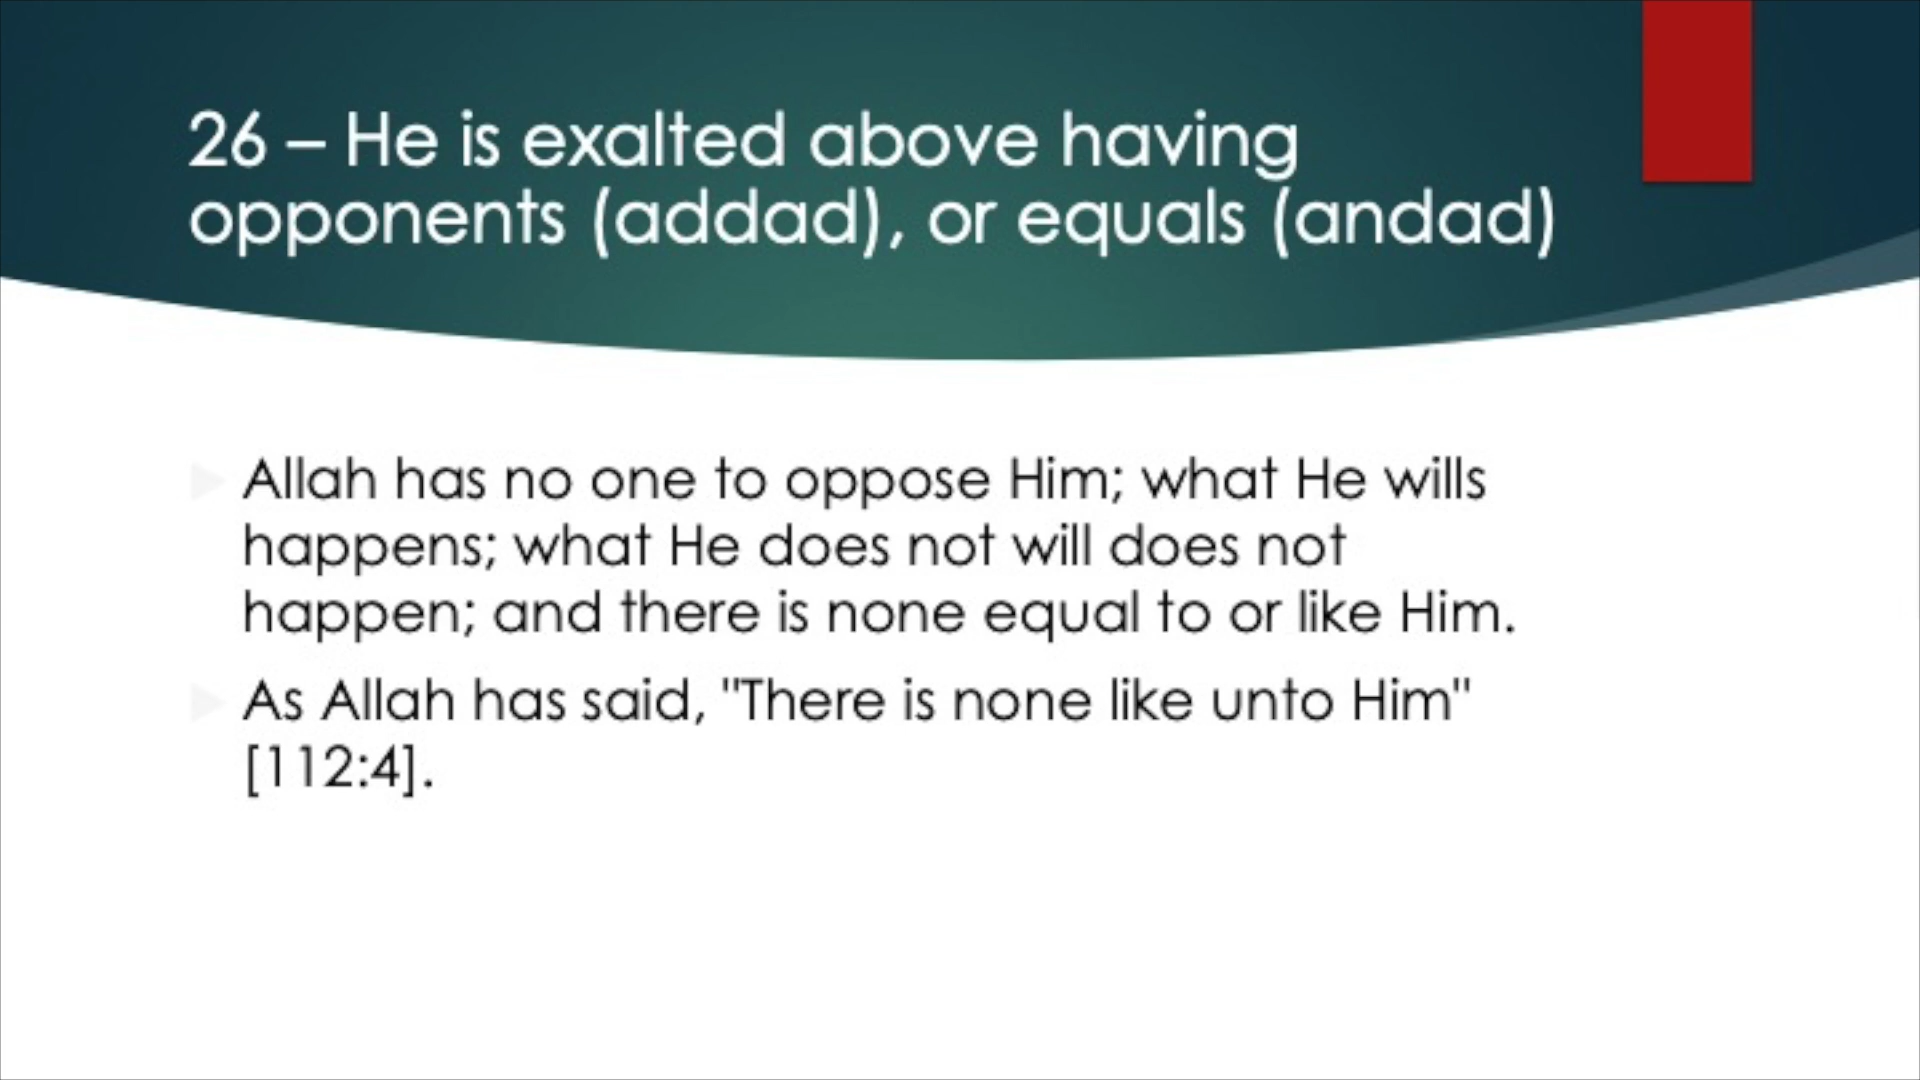 26 – He is exalted above having
opponents (addad), or equals (andad)
Allah has no one to oppose Him; what He wills
happens; what He does not will does not
happen; and there is none equal to or like Him.
As Allah has said, "There is none like unto Him"
[112:4].